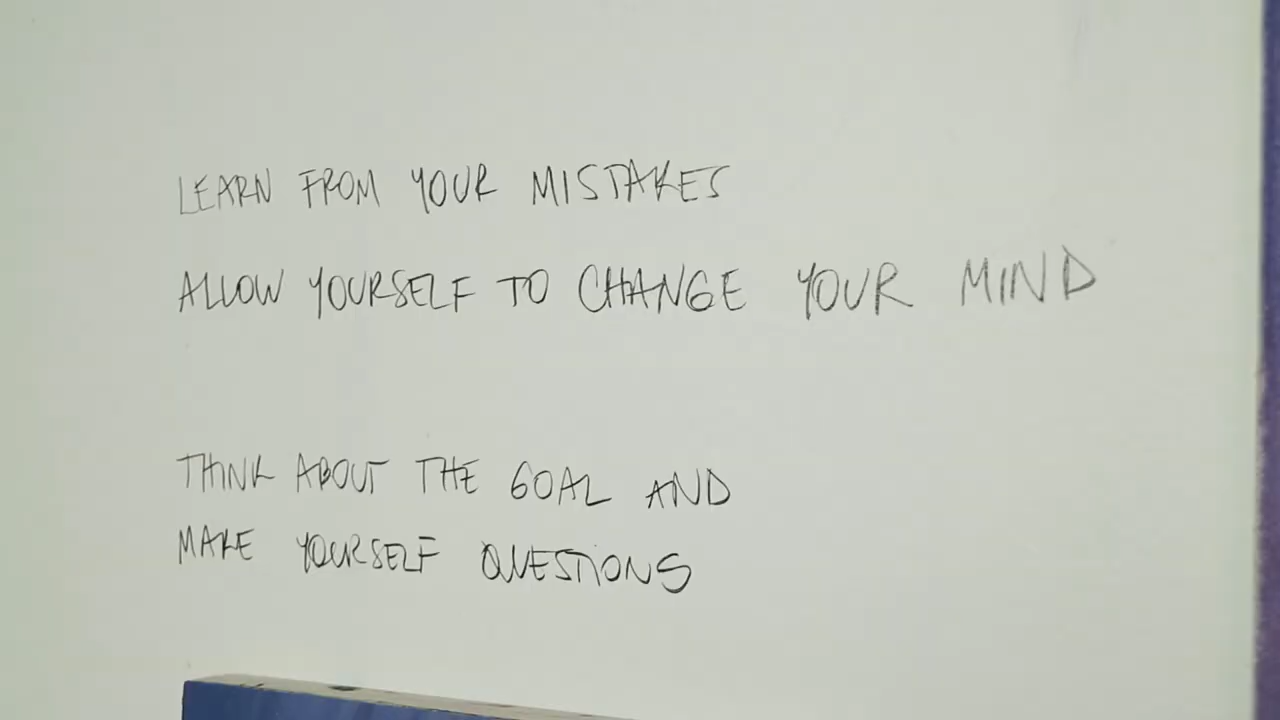 LEARN FROM YOUR MISTAKES
ALLOW YOURSELF TO CHANGE YOUR MIND
THINK ABOUT THE GOAL AND
MAKE YOURSELF QUESTIONS